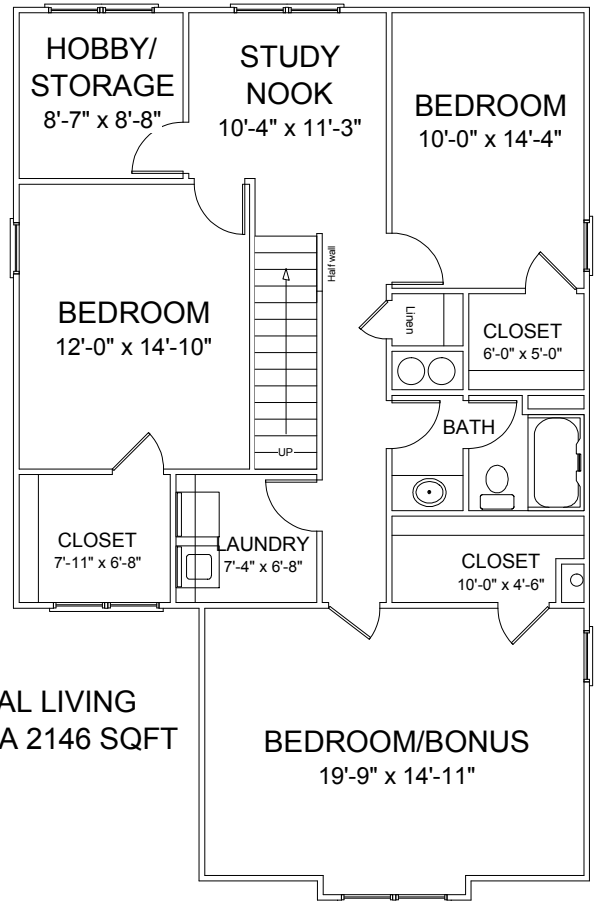 HOBBY/
STORAGE
8'-7" x 8'-8"
STUDY
NOOK
10'-4" x 11'-3"
BEDROOM
10'-0" x 14'-4"
Half wall
BEDROOM
12'-0" x 14'-10"
Linen
CLOSET
6'-0" x 5'-0"
BATH
UP
CLOSET
7'-11" x 6'-8"
LAUNDRY
7'-4" x 6'-8"
CLOSET
10'-0" x 4'-6"
AL LIVING
A 2146 SQFT
BEDROOM/BONUS
19'-9" x 14'-11"